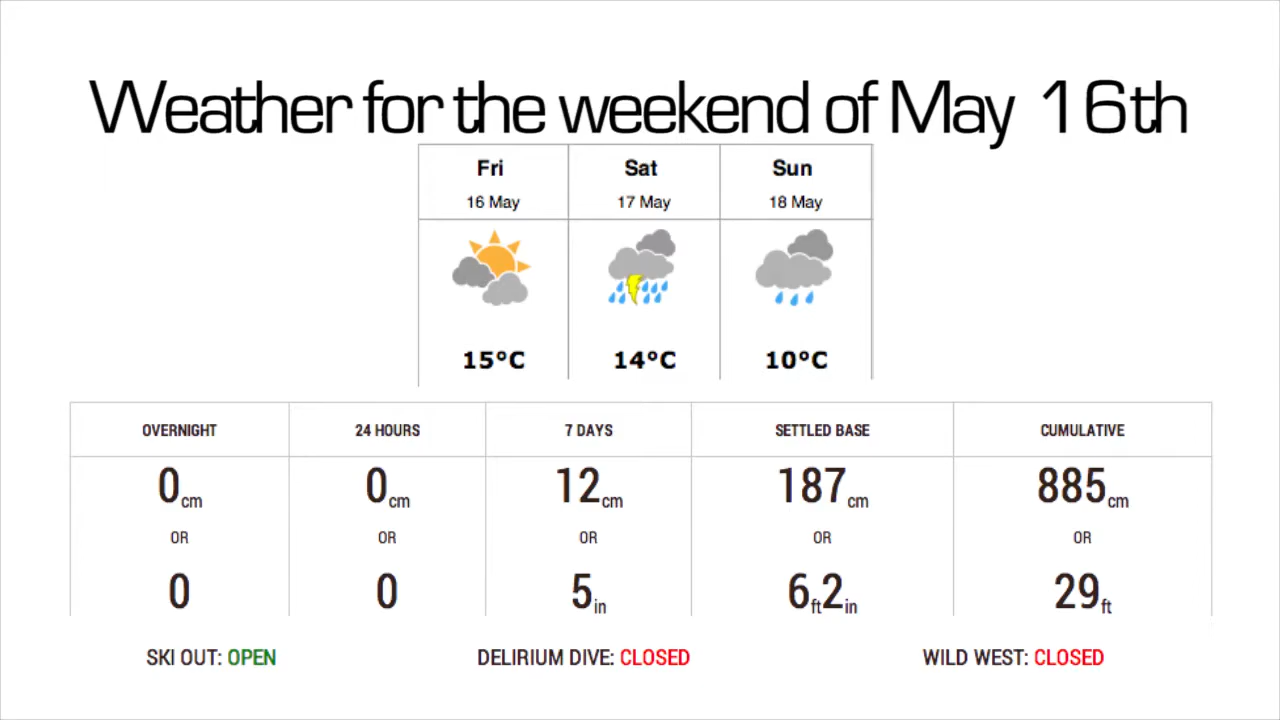 Weather for the weekend of May 16th
Fri Sat Sun
16 May 17 May 18 May
15°C 14°C 10°C
OVERNIGHT 24 HOURS 7 DAYS SETTLED BASE CUMULATIVE
0cm 0cm 12cm 187cm 885cm
OR OR OR OR OR
0 0 5in 6ft2in 29ft
SKI OUT: OPEN DELIRIUM DIVE: CLOSED WILD WEST: CLOSED